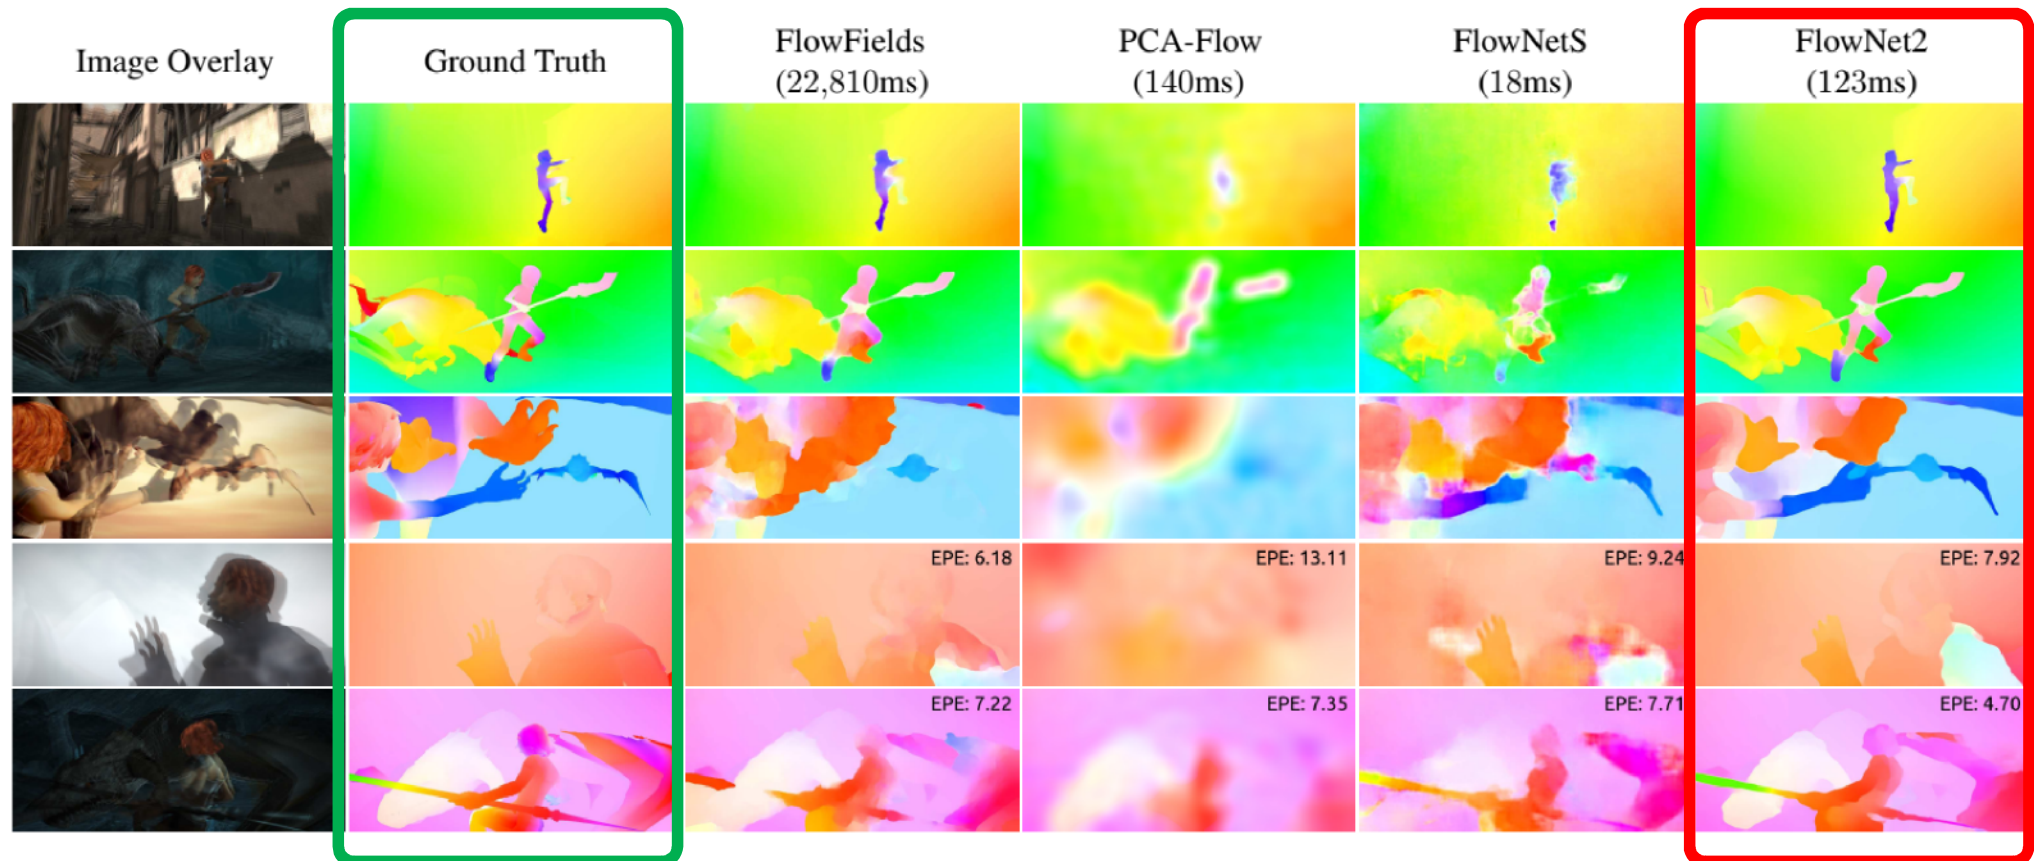 Image Overlay
Ground Truth
FlowFields
(22,810ms)
PCA-Flow
(140ms)
FlowNetS
(18ms)
FlowNet2
(123ms)
EPE: 6.18
EPE: 13.11
EPE: 9.24
EPE: 7.92
EPE: 7.22
EPE: 7.35
EPE: 7.71
EPE: 4.70